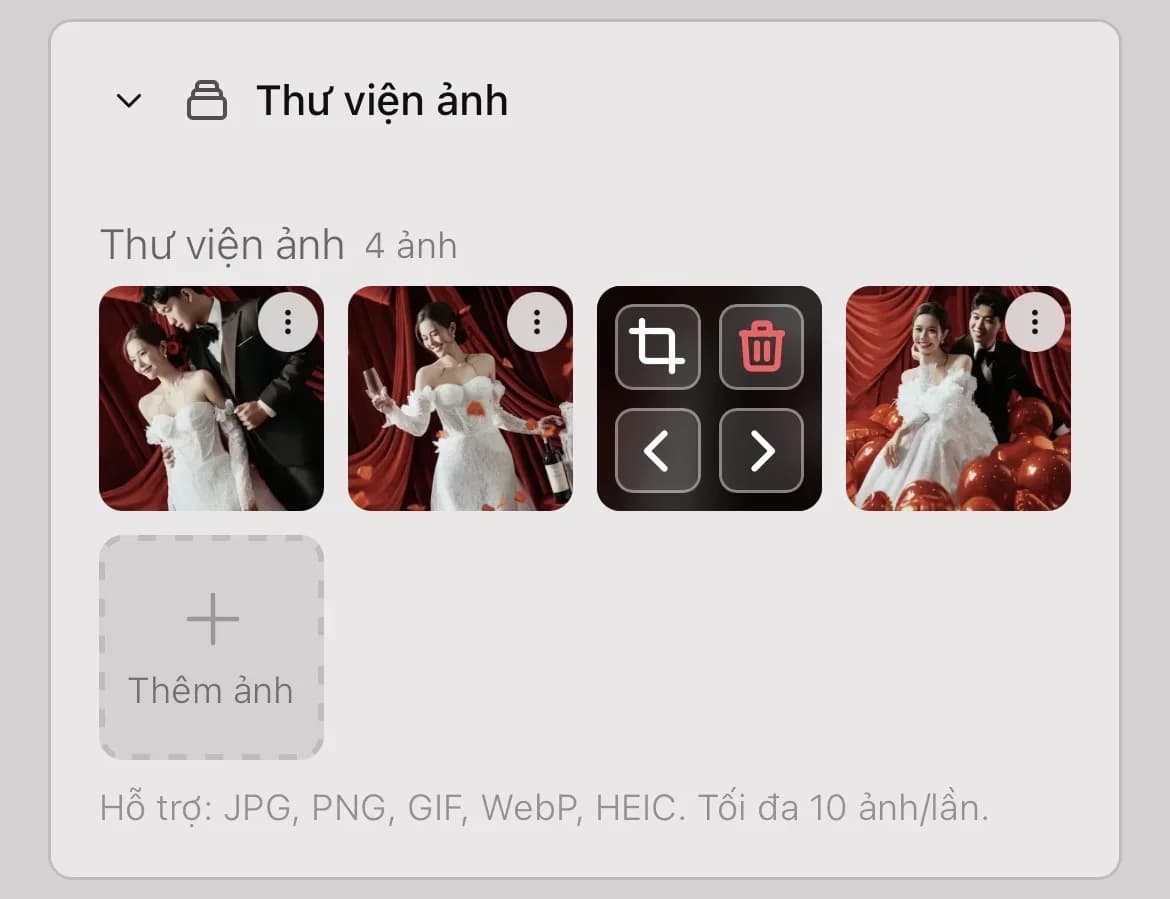 Thư viện ảnh
Thư viện ảnh 4 ảnh
Thêm ảnh
Hỗ trợ: JPG, PNG, GIF, WebP, HEIC. Tối đa 10 ảnh/lần.